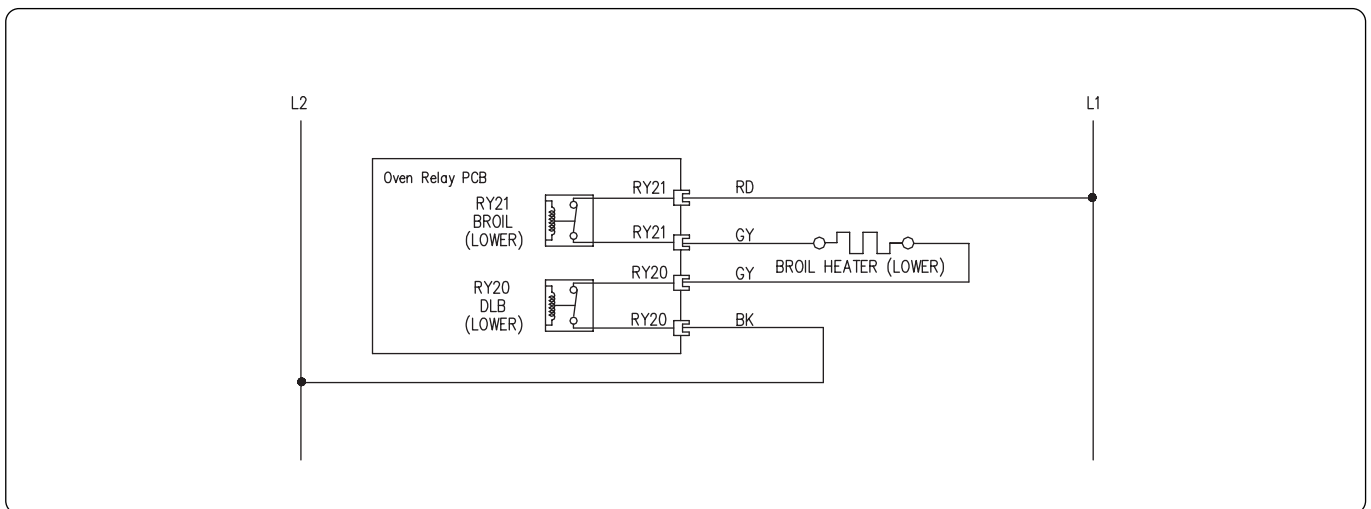 L2
L1
Oven Relay PCB
RY21
BROIL
(LOWER)
RY21
RD
RY21
GY
BROIL HEATER (LOWER)
RY20
DLB
(LOWER)
RY20
GY
RY20
BK